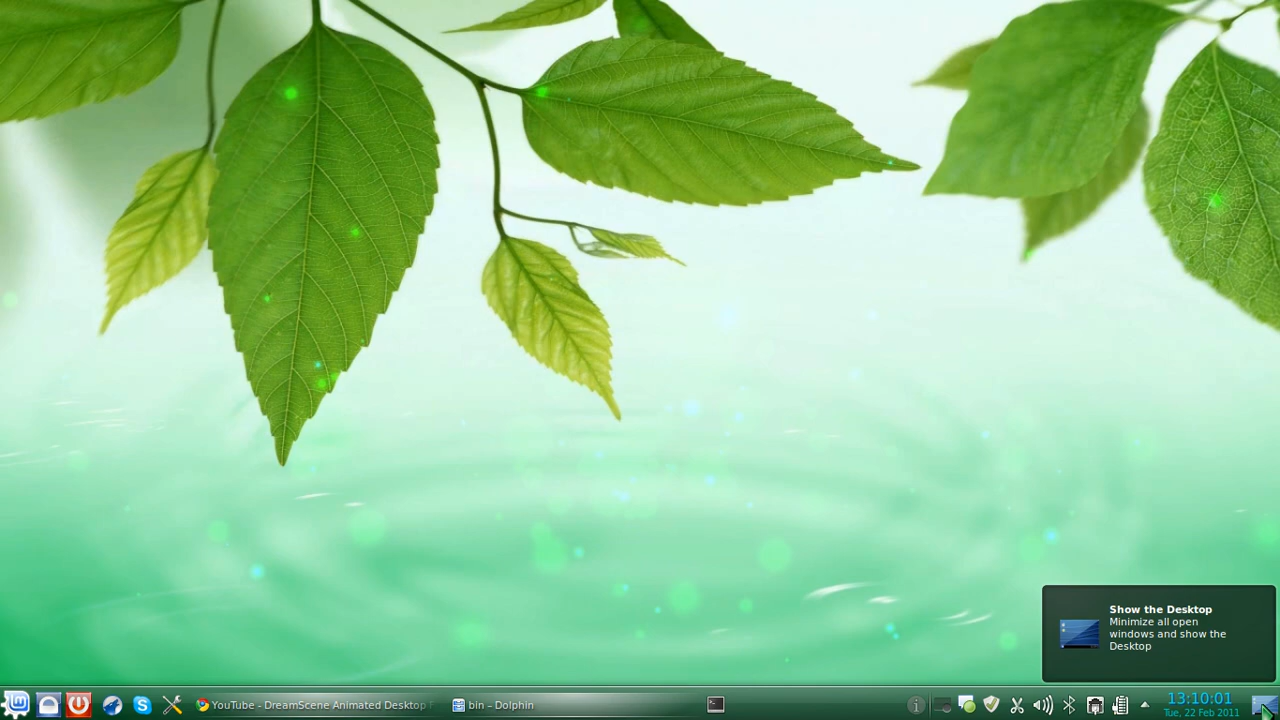 Show the Desktop
Minimize all open
windows and show the
Desktop
YouTube - DreamScene Animated Desktop F
bin – Dolphin
13:10:01
Tue, 22 Feb 2011